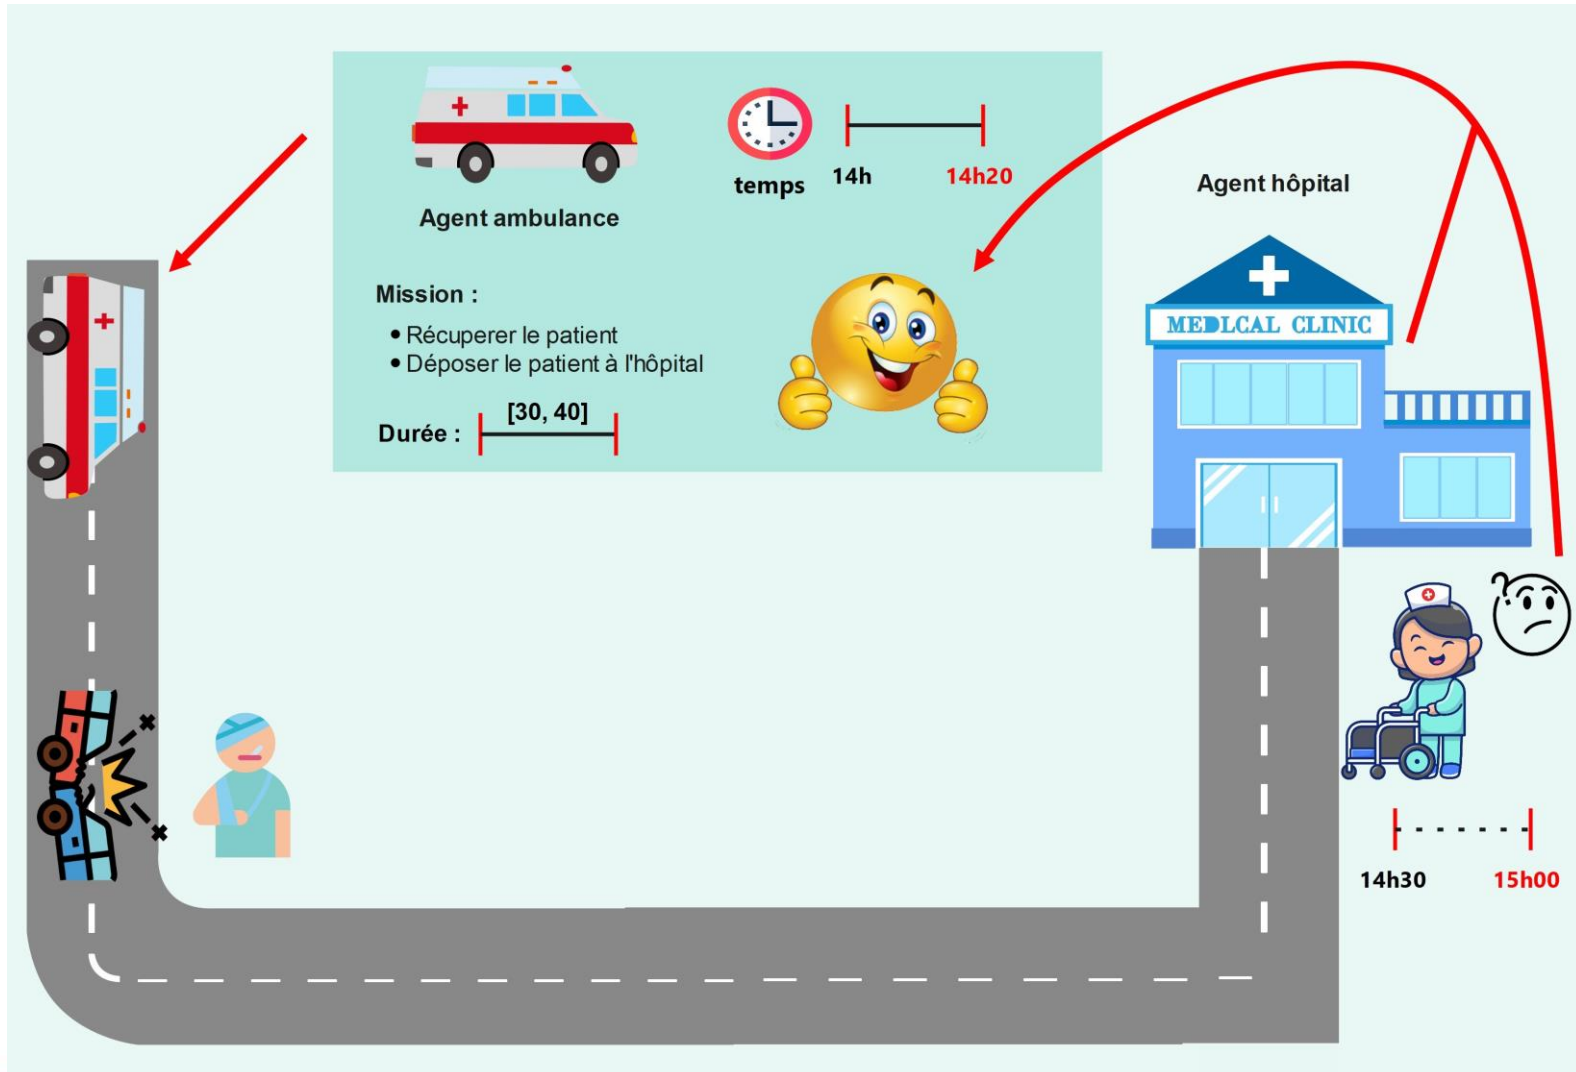 temps
14h
14h20
Agent ambulance
Mission :
• Récuperer le patient
• Déposer le patient à l'hôpital
Durée :
[30, 40]
Agent hôpital
MEDLCAL CLINIC
?
14h30
15h00